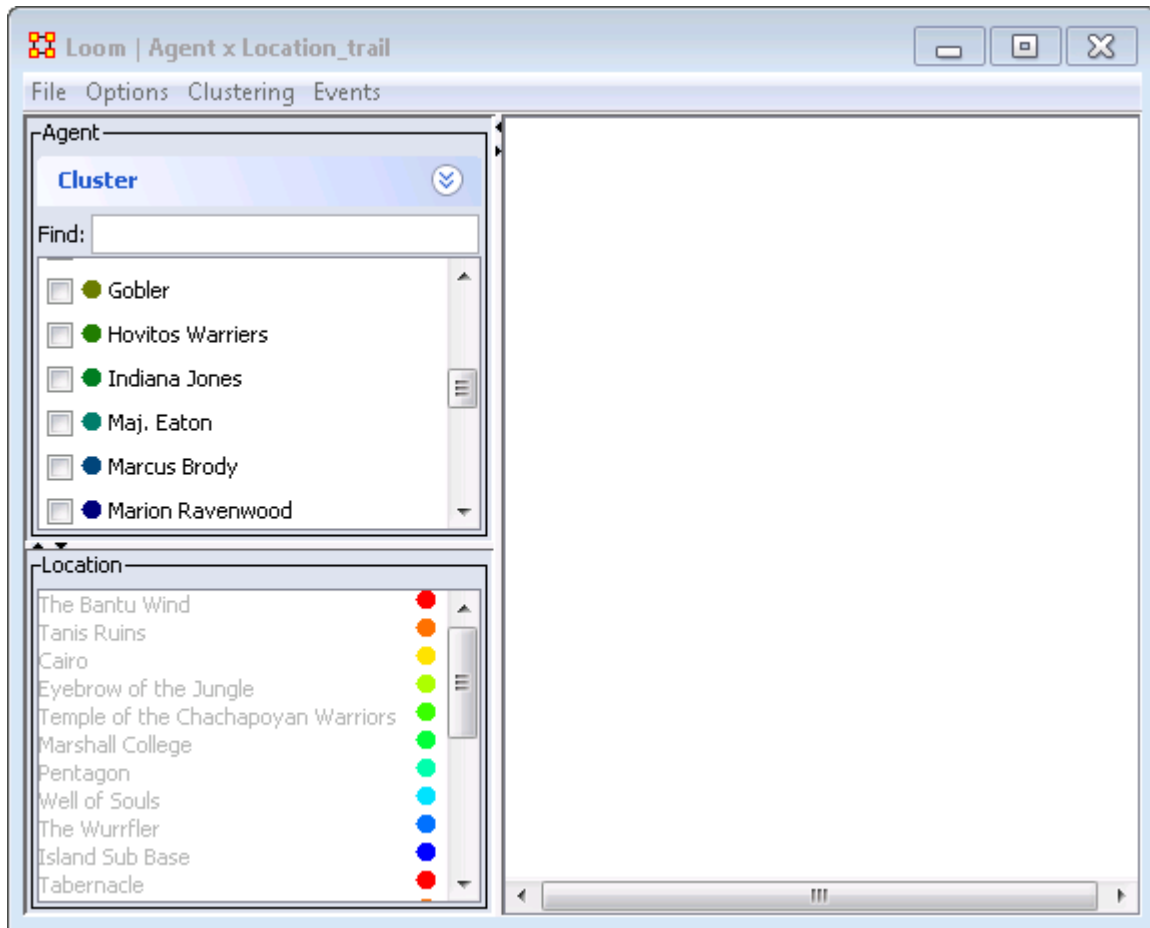 Loom | Agent x Location_trail
File Options Clustering Events
Agent
Cluster
Find:
Gobler
Hovitos Warriers
Indiana Jones
Maj. Eaton
Marcus Brody
Marion Ravenwood
Location
The Bantu Wind
Tanis Ruins
Cairo
Eyebrow of the Jungle
Temple of the Chachapoyan Warriors
Marshall College
Pentagon
Well of Souls
The Wurrfler
Island Sub Base
Tabernacle